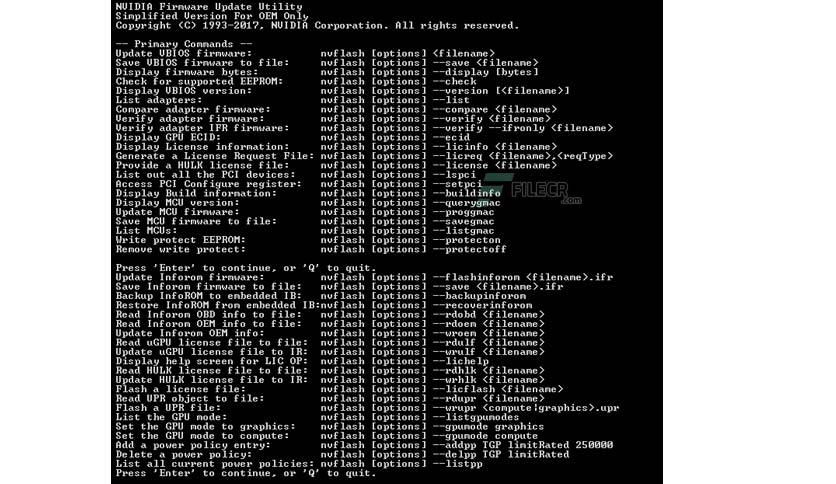 NVIDIA Firmware Update Utility
Simplified Version For OEM Only
Copyright (C) 1993-2017, NVIDIA Corporation. All rights reserved.
-- Primary Commands --
Update VBIOS firmware: nvflash [options] <filename>
Save VBIOS firmware to file: nvflash [options] --save <filename>
Display firmware bytes: nvflash [options] --display [bytes]
Check for supported EEPROM: nvflash [options] --check
Display VBIOS version: nvflash [options] --version [<filename>]
List adapters: nvflash [options] --list
Compare adapter firmware: nvflash [options] --compare <filename>
Verify adapter firmware: nvflash [options] --verify <filename>
Verify adapter IFR firmware: nvflash [options] --verify --ifronly <filename>
Display GPU ECID: nvflash [options] --ecid
Display License information: nvflash [options] --licinfo <filename>
Generate a License Request File: nvflash [options] --licreq <filename>,<reqType>
Provide a HULK license file: nvflash [options] --license <filename>
List out all the PCI devices: nvflash [options] --lspci
Access PCI Configure register: nvflash [options] --setpci
Display Build information: nvflash [options] --buildinfo
Display MCU version: nvflash [options] --querygmac
Update MCU firmware: nvflash [options] --proggmac
Save MCU firmware to file: nvflash [options] --savegmac
List MCUs: nvflash [options] --listgmac
Write protect EEPROM: nvflash [options] --protecton
Remove write protect: nvflash [options] --protectoff
FILECR
.com
Press 'Enter' to continue, or 'Q' to quit.
Update Inforom firmware: nvflash [options] --flashinforom <filename>.ifr
Save Inforom firmware to file: nvflash [options] --save <filename>.ifr
Backup InfoROM to embedded IB: nvflash [options] --backupinforom
Restore InfoROM from embedded IB:nvflash [options] --recoverinforom
Read Inforom OBD info to file: nvflash [options] --rdobd <filename>
Read Inforom OEM info to file: nvflash [options] --rdoem <filename>
Update Inforom OEM info: nvflash [options] --wroem <filename>
Read uGPU license file to file: nvflash [options] --rdulf <filename>
Update uGPU license file to IR: nvflash [options] --wrulf <filename>
Display help screen for LIC OP: nvflash [options] --lichelp
Read HULK license file to file: nvflash [options] --rdhlk <filename>
Update HULK license file to IR: nvflash [options] --wrhlk <filename>
Flash a license file: nvflash [options] --licflash <filename>
Read UPR object to file: nvflash [options] --rdupr <filename>
Flash a UPR file: nvflash [options] --wrupr <compute|graphics>.upr
List the GPU mode: nvflash [options] --listgpumodes
Set the GPU mode to graphics: nvflash [options] --gpumode graphics
Set the GPU mode to compute: nvflash [options] --gpumode compute
Add a power policy entry: nvflash [options] --addpp TGP limitRated 250000
Delete a power policy: nvflash [options] --delpp TGP limitRated
List all current power policies: nvflash [options] --listpp
Press 'Enter' to continue, or 'Q' to quit.